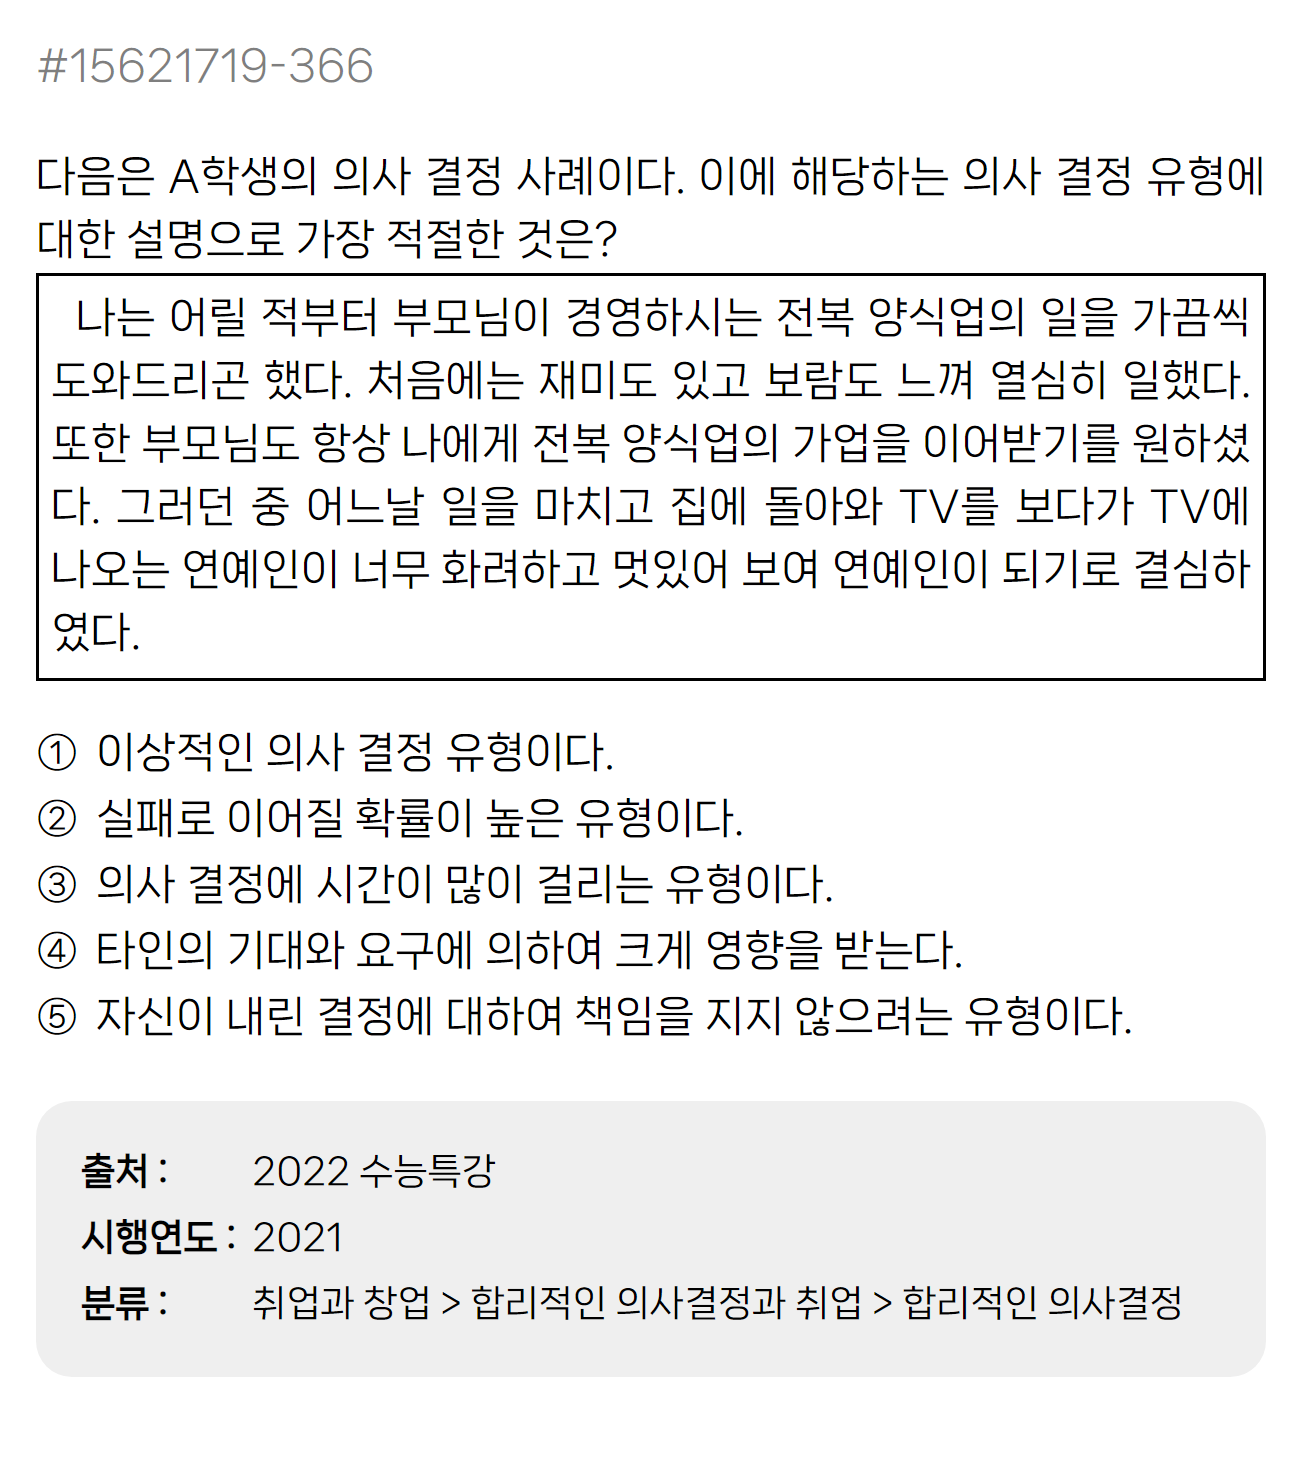 #15621719-366
다음은 A학생의 의사 결정 사례이다. 이에 해당하는 의사 결정 유형에
대한 설명으로 가장 적절한 것은?
나는 어릴 적부터 부모님이 경영하시는 전복 양식업의 일을 가끔씩
도와드리곤 했다. 처음에는 재미도 있고 보람도 느껴 열심히 일했다.
또한 부모님도 항상 나에게 전복 양식업의 가업을 이어받기를 원하셨
다. 그러던 중 어느날 일을 마치고 집에 돌아와 TV를 보다가 TV에
나오는 연예인이 너무 화려하고 멋있어 보여 연예인이 되기로 결심하
였다.
① 이상적인 의사 결정 유형이다.
② 실패로 이어질 확률이 높은 유형이다.
③ 의사 결정에 시간이 많이 걸리는 유형이다.
④ 타인의 기대와 요구에 의하여 크게 영향을 받는다.
⑤ 자신이 내린 결정에 대하여 책임을 지지 않으려는 유형이다.
출처 : 2022 수능특강
시행연도 : 2021
분류 : 취업과 창업 > 합리적인 의사결정과 취업 > 합리적인 의사결정